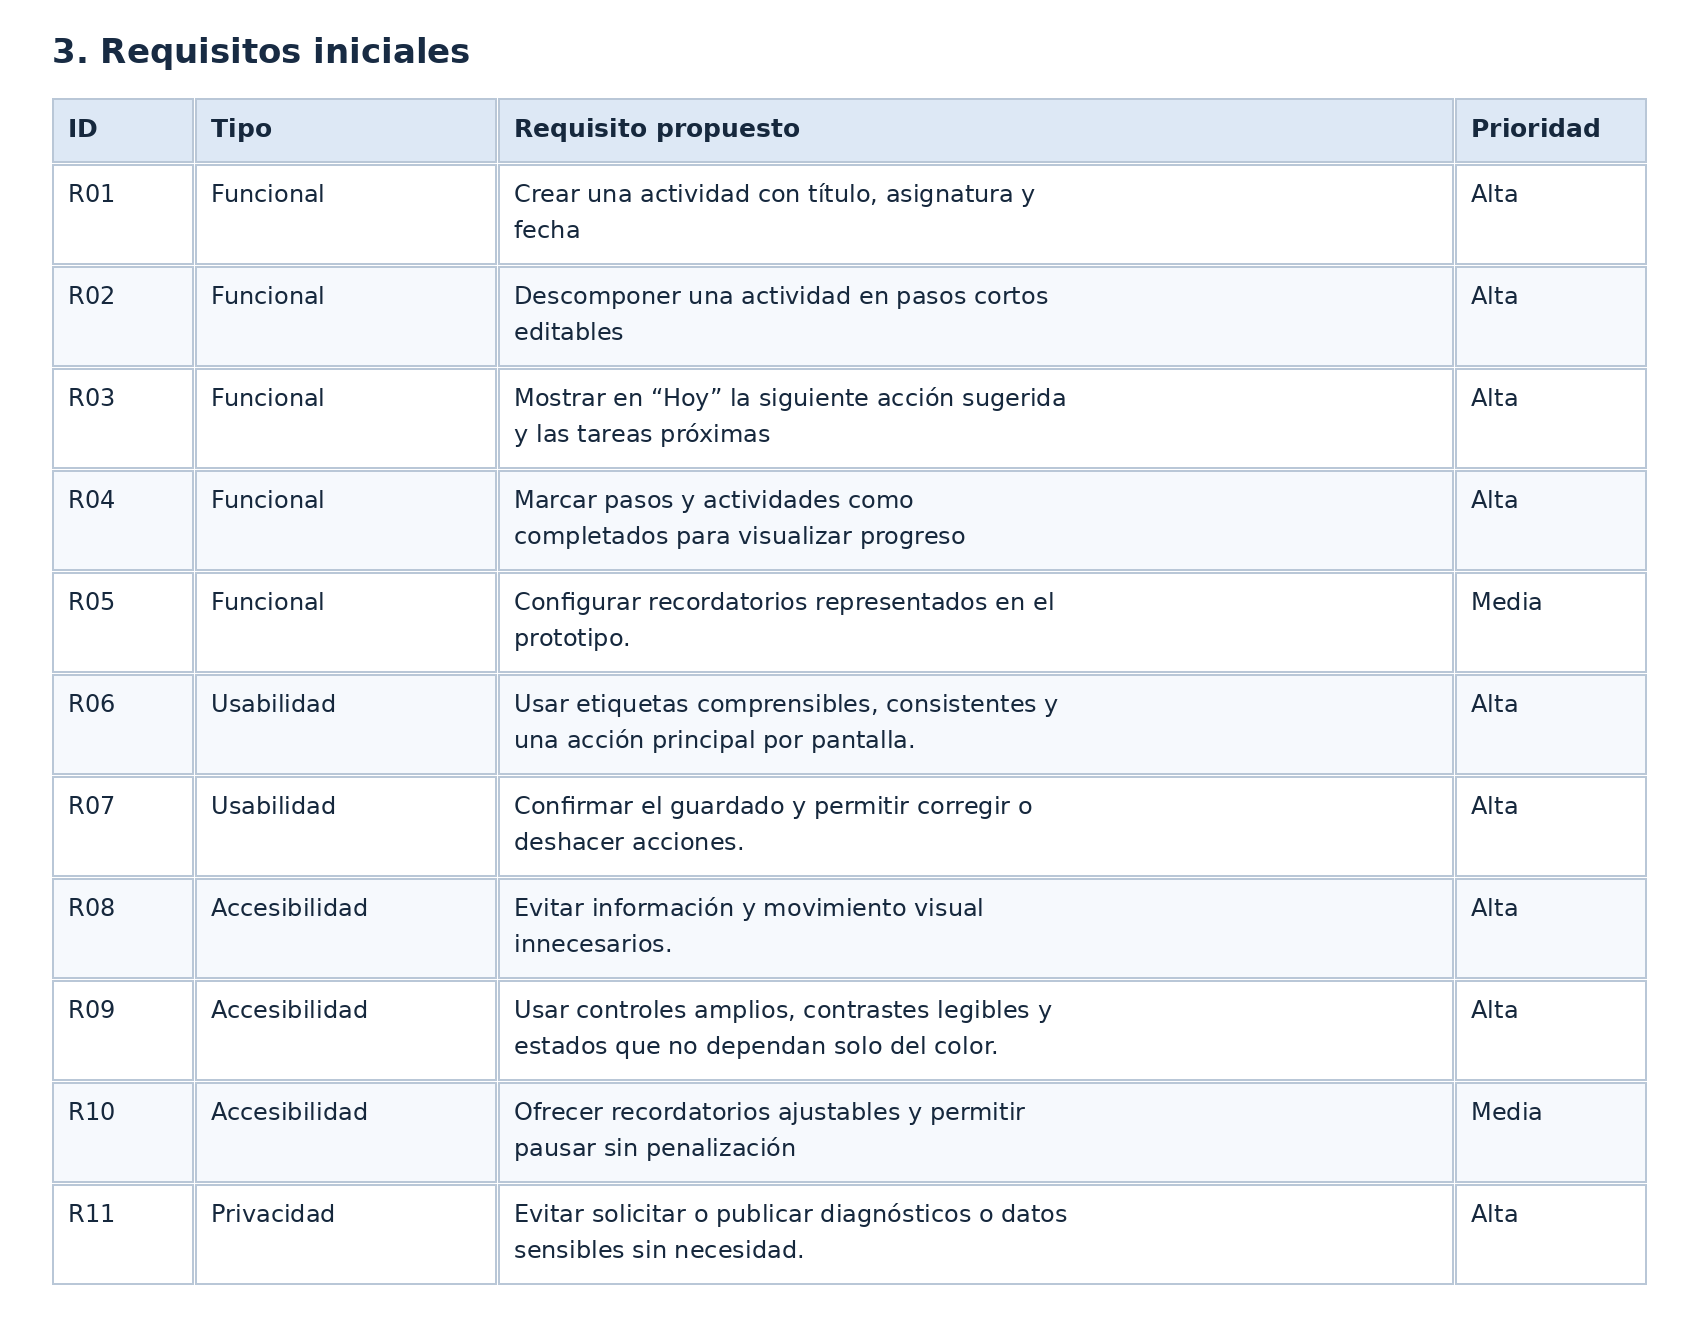 3. Requisitos iniciales
ID Tipo Requisito propuesto Prioridad
R01 Funcional Crear una actividad con título, asignatura y Alta
fecha
R02 Funcional Descomponer una actividad en pasos cortos Alta
editables
R03 Funcional Mostrar en “Hoy” la siguiente acción sugerida Alta
y las tareas próximas
R04 Funcional Marcar pasos y actividades como Alta
completados para visualizar progreso
R05 Funcional Configurar recordatorios representados en el Media
prototipo.
R06 Usabilidad Usar etiquetas comprensibles, consistentes y Alta
una acción principal por pantalla.
R07 Usabilidad Confirmar el guardado y permitir corregir o Alta
deshacer acciones.
R08 Accesibilidad Evitar información y movimiento visual Alta
innecesarios.
R09 Accesibilidad Usar controles amplios, contrastes legibles y Alta
estados que no dependan solo del color.
R10 Accesibilidad Ofrecer recordatorios ajustables y permitir Media
pausar sin penalización
R11 Privacidad Evitar solicitar o publicar diagnósticos o datos Alta
sensibles sin necesidad.